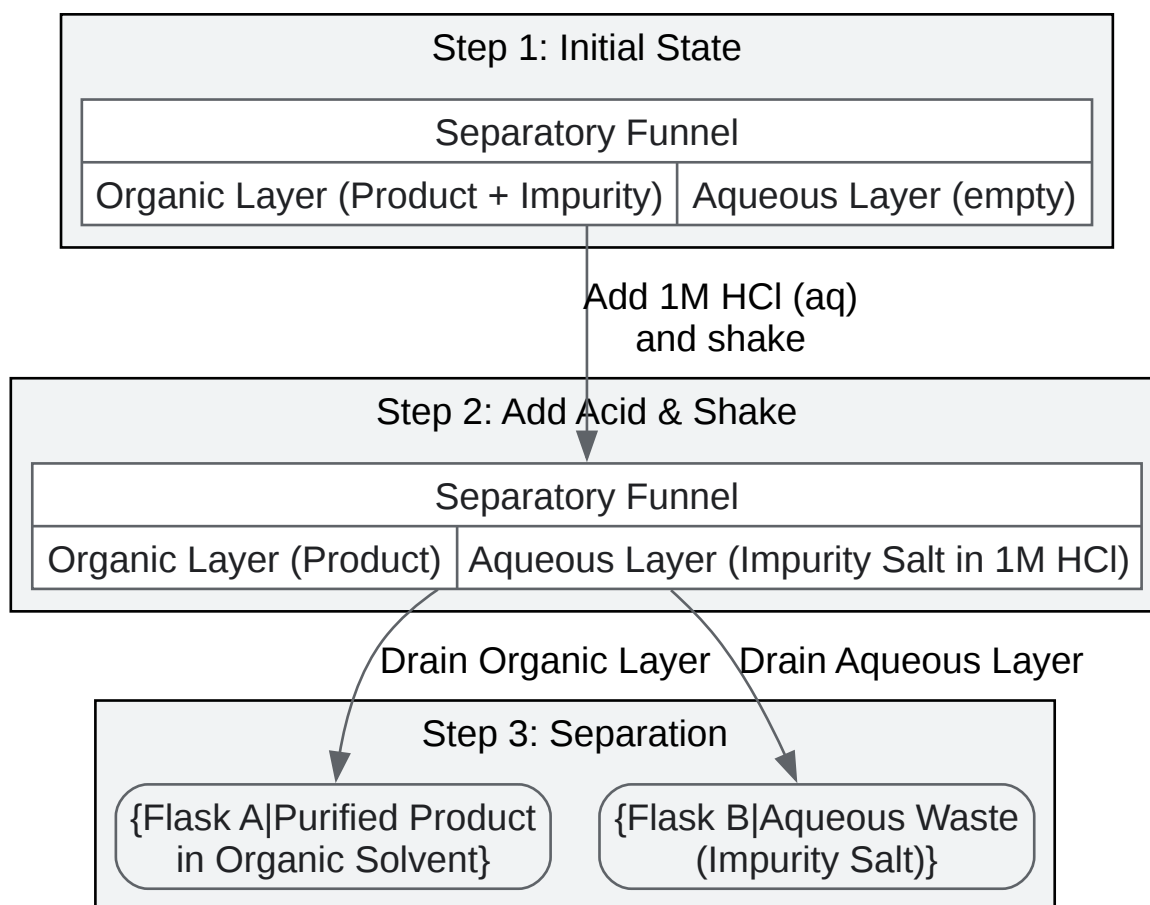 Step 1: Initial State
Separatory Funnel
Organic Layer (Product + Impurity)
Aqueous Layer (empty)
Add 1M HCl (aq)
and shake
Step 2: Add Acid & Shake
Separatory Funnel
Organic Layer (Product)
Aqueous Layer (Impurity Salt in 1M HCl)
Drain Organic Layer
Drain Aqueous Layer
Step 3: Separation
{Flask A|Purified Product
in Organic Solvent}
{Flask B|Aqueous Waste
(Impurity Salt)}